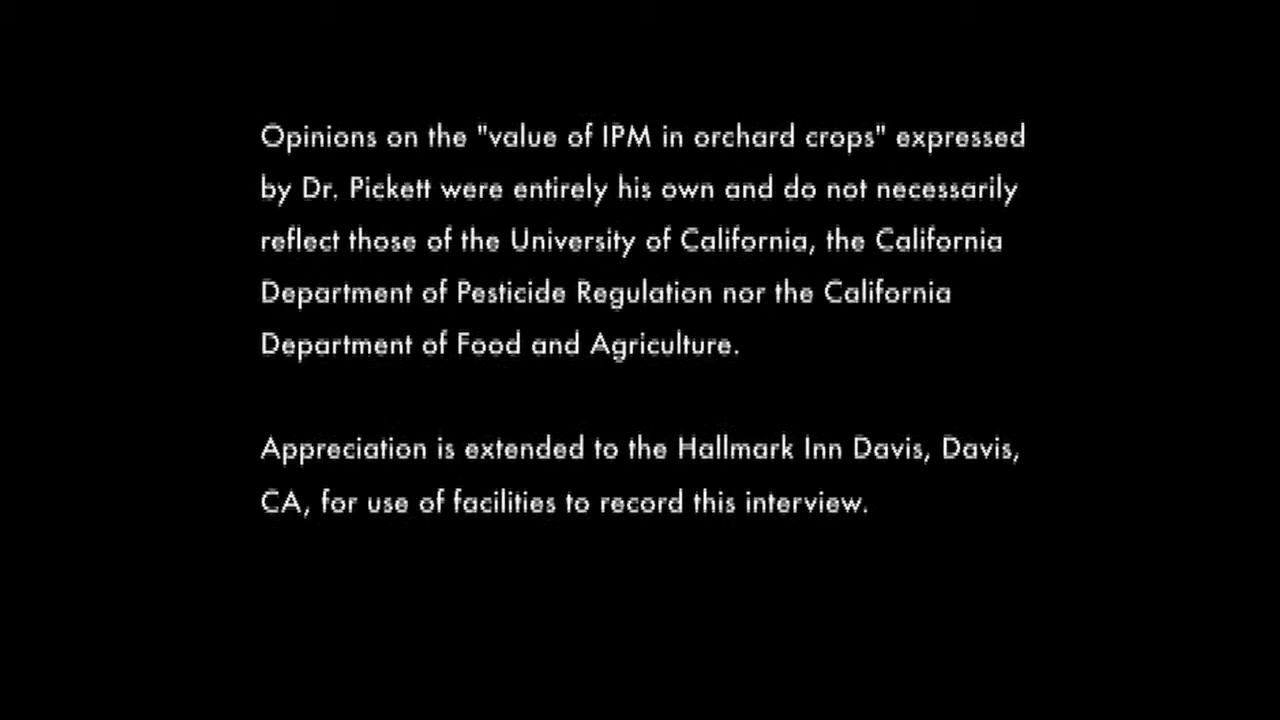 Opinions on the "value of IPM in orchard crops" expressed
by Dr. Pickett were entirely his own and do not necessarily
reflect those of the University of California, the California
Department of Pesticide Regulation nor the California
Department of Food and Agriculture.
Appreciation is extended to the Hallmark Inn Davis, Davis,
CA, for use of facilities to record this interview.